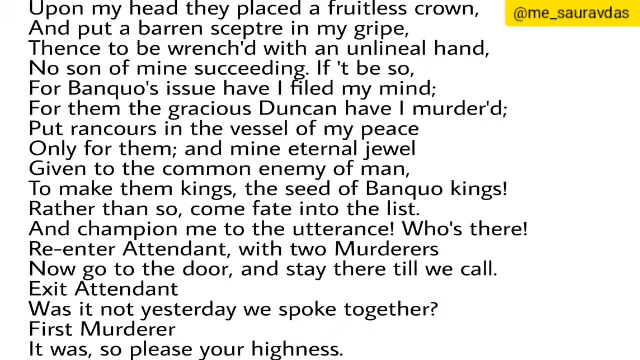 Upon my head they placed a fruitless crown,
@me_sauravdas
And put a barren sceptre in my gripe,
Thence to be wrench'd with an unlineal hand,
No son of mine succeeding. If 't be so,
For Banquo's issue have I filed my mind;
For them the gracious Duncan have I murder'd;
Put rancours in the vessel of my peace
Only for them; and mine eternal jewel
Given to the common enemy of man,
To make them kings, the seed of Banquo kings!
Rather than so, come fate into the list.
And champion me to the utterance! Who's there!
Re-enter Attendant, with two Murderers
Now go to the door, and stay there till we call.
Exit Attendant
Was it not yesterday we spoke together?
First Murderer
It was, so please your highness.